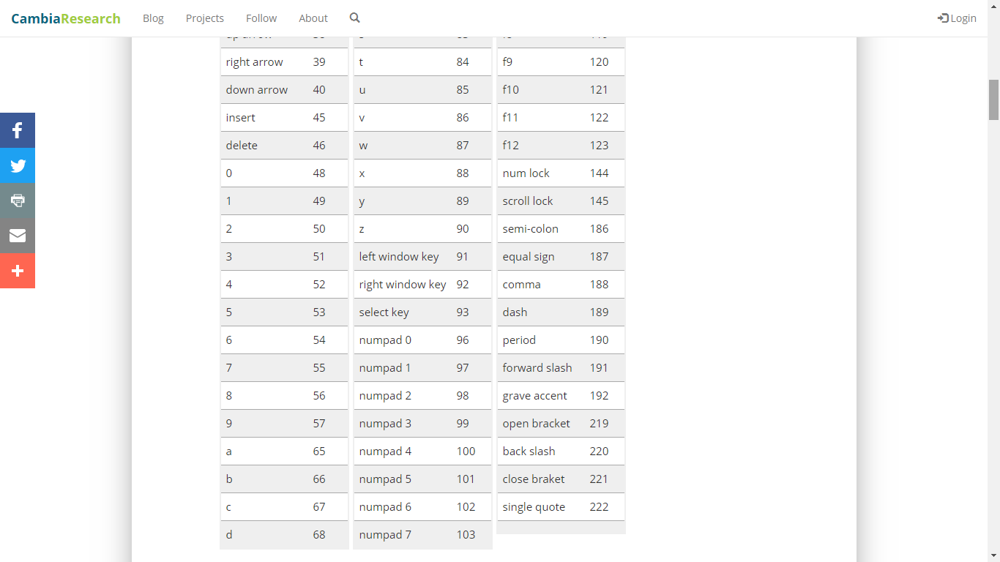 CambiaResearch Blog Projects Follow About Login
right arrow 39
down arrow 40
insert 45
delete 46
0 48
1 49
2 50
3 51
4 52
5 53
6 54
7 55
8 56
9 57
a 65
b 66
c 67
d 68
t 84
u 85
v 86
w 87
x 88
y 89
z 90
left window key 91
right window key 92
select key 93
numpad 0 96
numpad 1 97
numpad 2 98
numpad 3 99
numpad 4 100
numpad 5 101
numpad 6 102
numpad 7 103
f9 120
f10 121
f11 122
f12 123
num lock 144
scroll lock 145
semi-colon 186
equal sign 187
comma 188
dash 189
period 190
forward slash 191
grave accent 192
open bracket 219
back slash 220
close braket 221
single quote 222